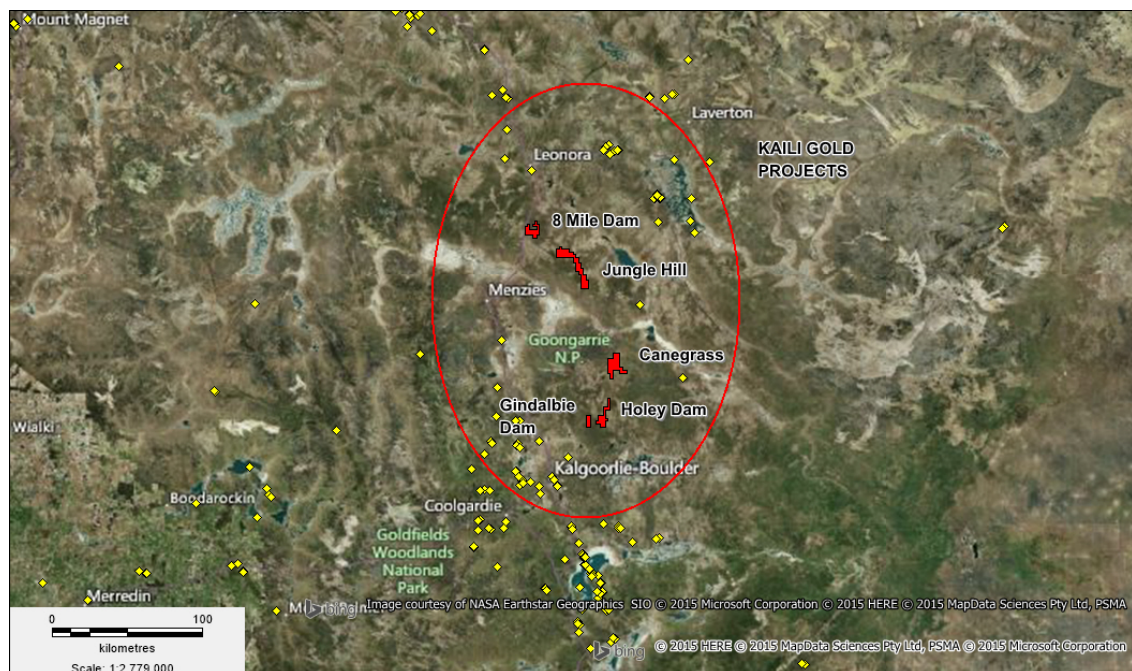 Mount Magnet
Laverton
KAILI GOLD
PROJECTS
Leonora
8 Mile Dam
Jungle Hill
Menzies
Goongarrie
N.P.
Canegrass
Gindalbie
Dam
Holey Dam
Wialki
Kalgoorlie-Boulder
Boodarockin
Coolgardie
Goldfields
Woodlands
National
Park
Merredin
bing
Image courtesy of NASA Earthstar Geographics SIO © 2015 Microsoft Corporation © 2015 HERE © 2015 MapData Sciences Pty Ltd, PSMA
0 100
kilometres
Scale: 1:2,779,000
bing
© 2015 HERE © 2015 MapData Sciences Pty Ltd, PSMA © 2015 Microsoft Corporation